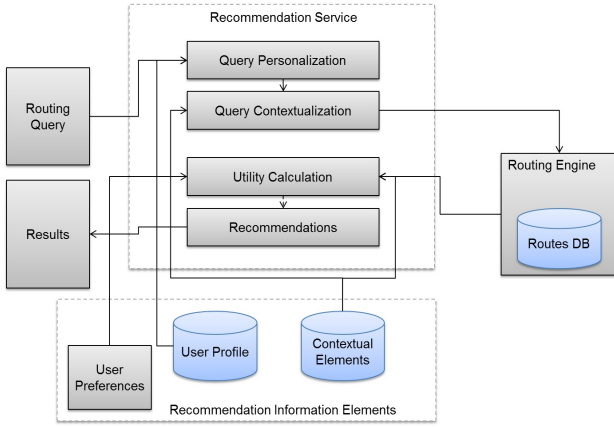 Recommendation Service
Query Personalization
Routing
Query
Query Contextualization
Routing Engine
Utility Calculation
Results
Recommendations
Routes DB
User Profile
Contextual
Elements
User
Preferences
Recommendation Information Elements